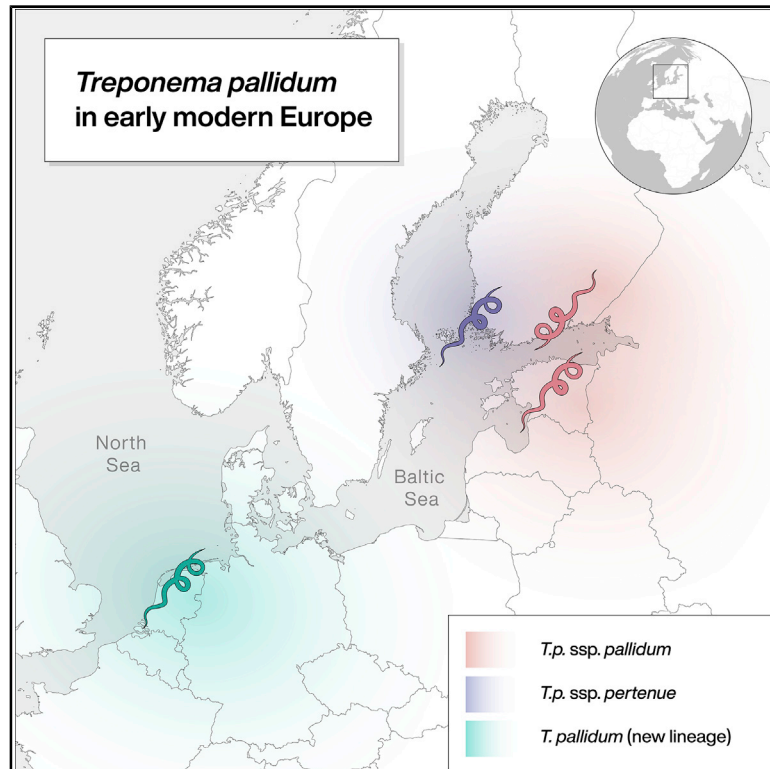 Treponema pallidum
in early modern Europe
North
Sea
Baltic
Sea
T.p. ssp. pallidum
T.p. ssp. pertenue
T. pallidum (new lineage)